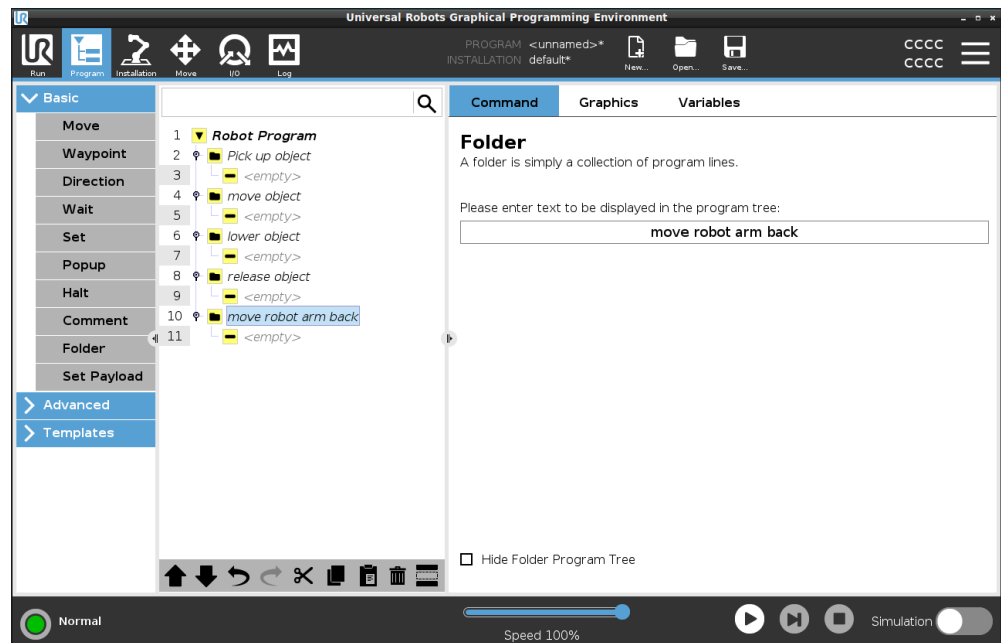 UR
Universal Robots Graphical Programming Environment
UR
Run
Program
Installation
Move
I/O
Log
PROGRAM <unnamed>*
INSTALLATION default*
New...
Open...
Save...
CCCC
CCCC
Basic
Move
Waypoint
Direction
Wait
Set
Popup
Halt
Comment
Folder
Set Payload
Advanced
Templates
1 Robot Program
2 Pick up object
3 <empty>
4 move object
5 <empty>
6 lower object
7 <empty>
8 release object
9 <empty>
10 move robot arm back
11 <empty>
Command Graphics Variables
Folder
A folder is simply a collection of program lines.
Please enter text to be displayed in the program tree:
move robot arm back
Hide Folder Program Tree
Normal
Speed 100%
Simulation